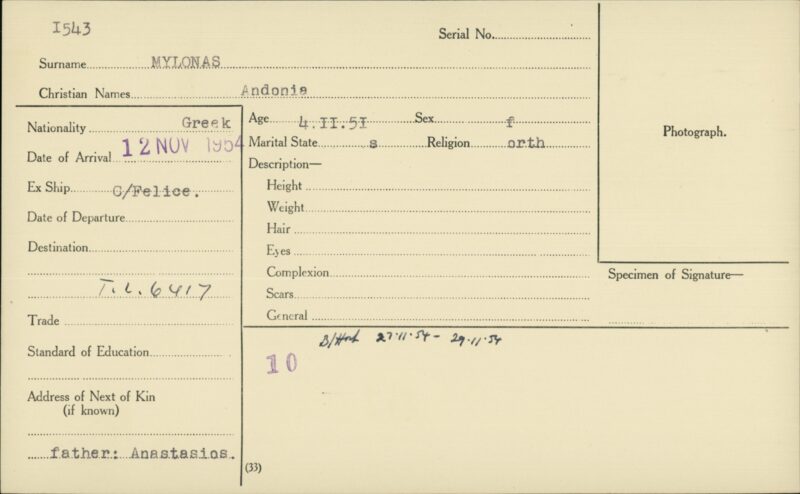 I543
Serial No.
Surname MYLONAS
Christian Names Andonia
Nationality Greek
Date of Arrival 12 NOV 1954
Ex Ship C/Felice.
Date of Departure
Destination
T.L. 6417
Trade
Standard of Education
Address of Next of Kin
(if known)
father: Anastasios.
Age 4.II.5I Sex f
Marital State s Religion orth
Description—
Height
Weight
Hair
Eyes
Complexion
Scars
General
Photograph.
Specimen of Signature—
B/Host 27.11.54 - 29.11.54
10
(33)